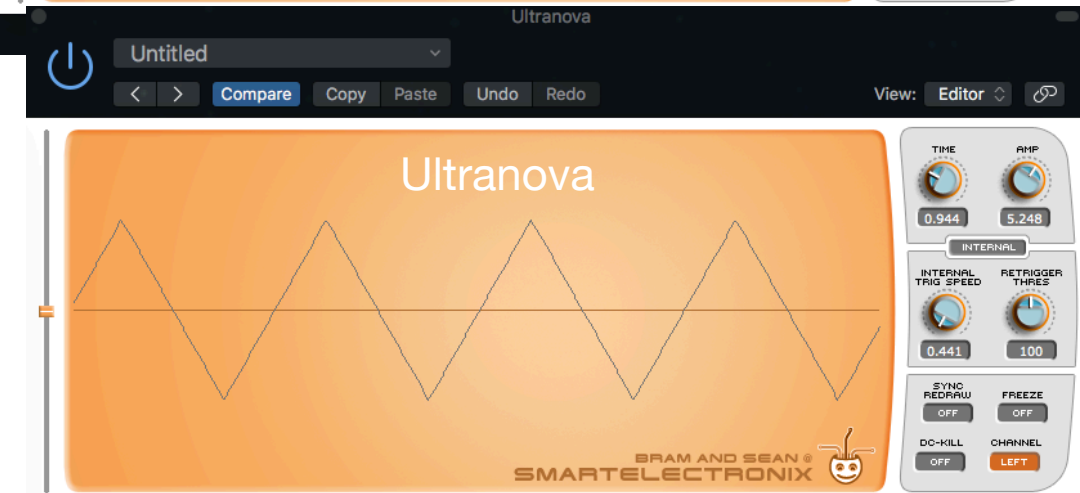 Ultranova
Untitled
Compare Copy Paste Undo Redo View: Editor
Ultranova
TIME AMP
0.944 5.248
INTERNAL
INTERNAL TRIG SPEED RETRIGGER THRES
0.441 100
SYNC REDRAW FREEZE
OFF OFF
DC-KILL CHANNEL
OFF LEFT
BRAM AND SEAN @
SMARTELECTRONIX